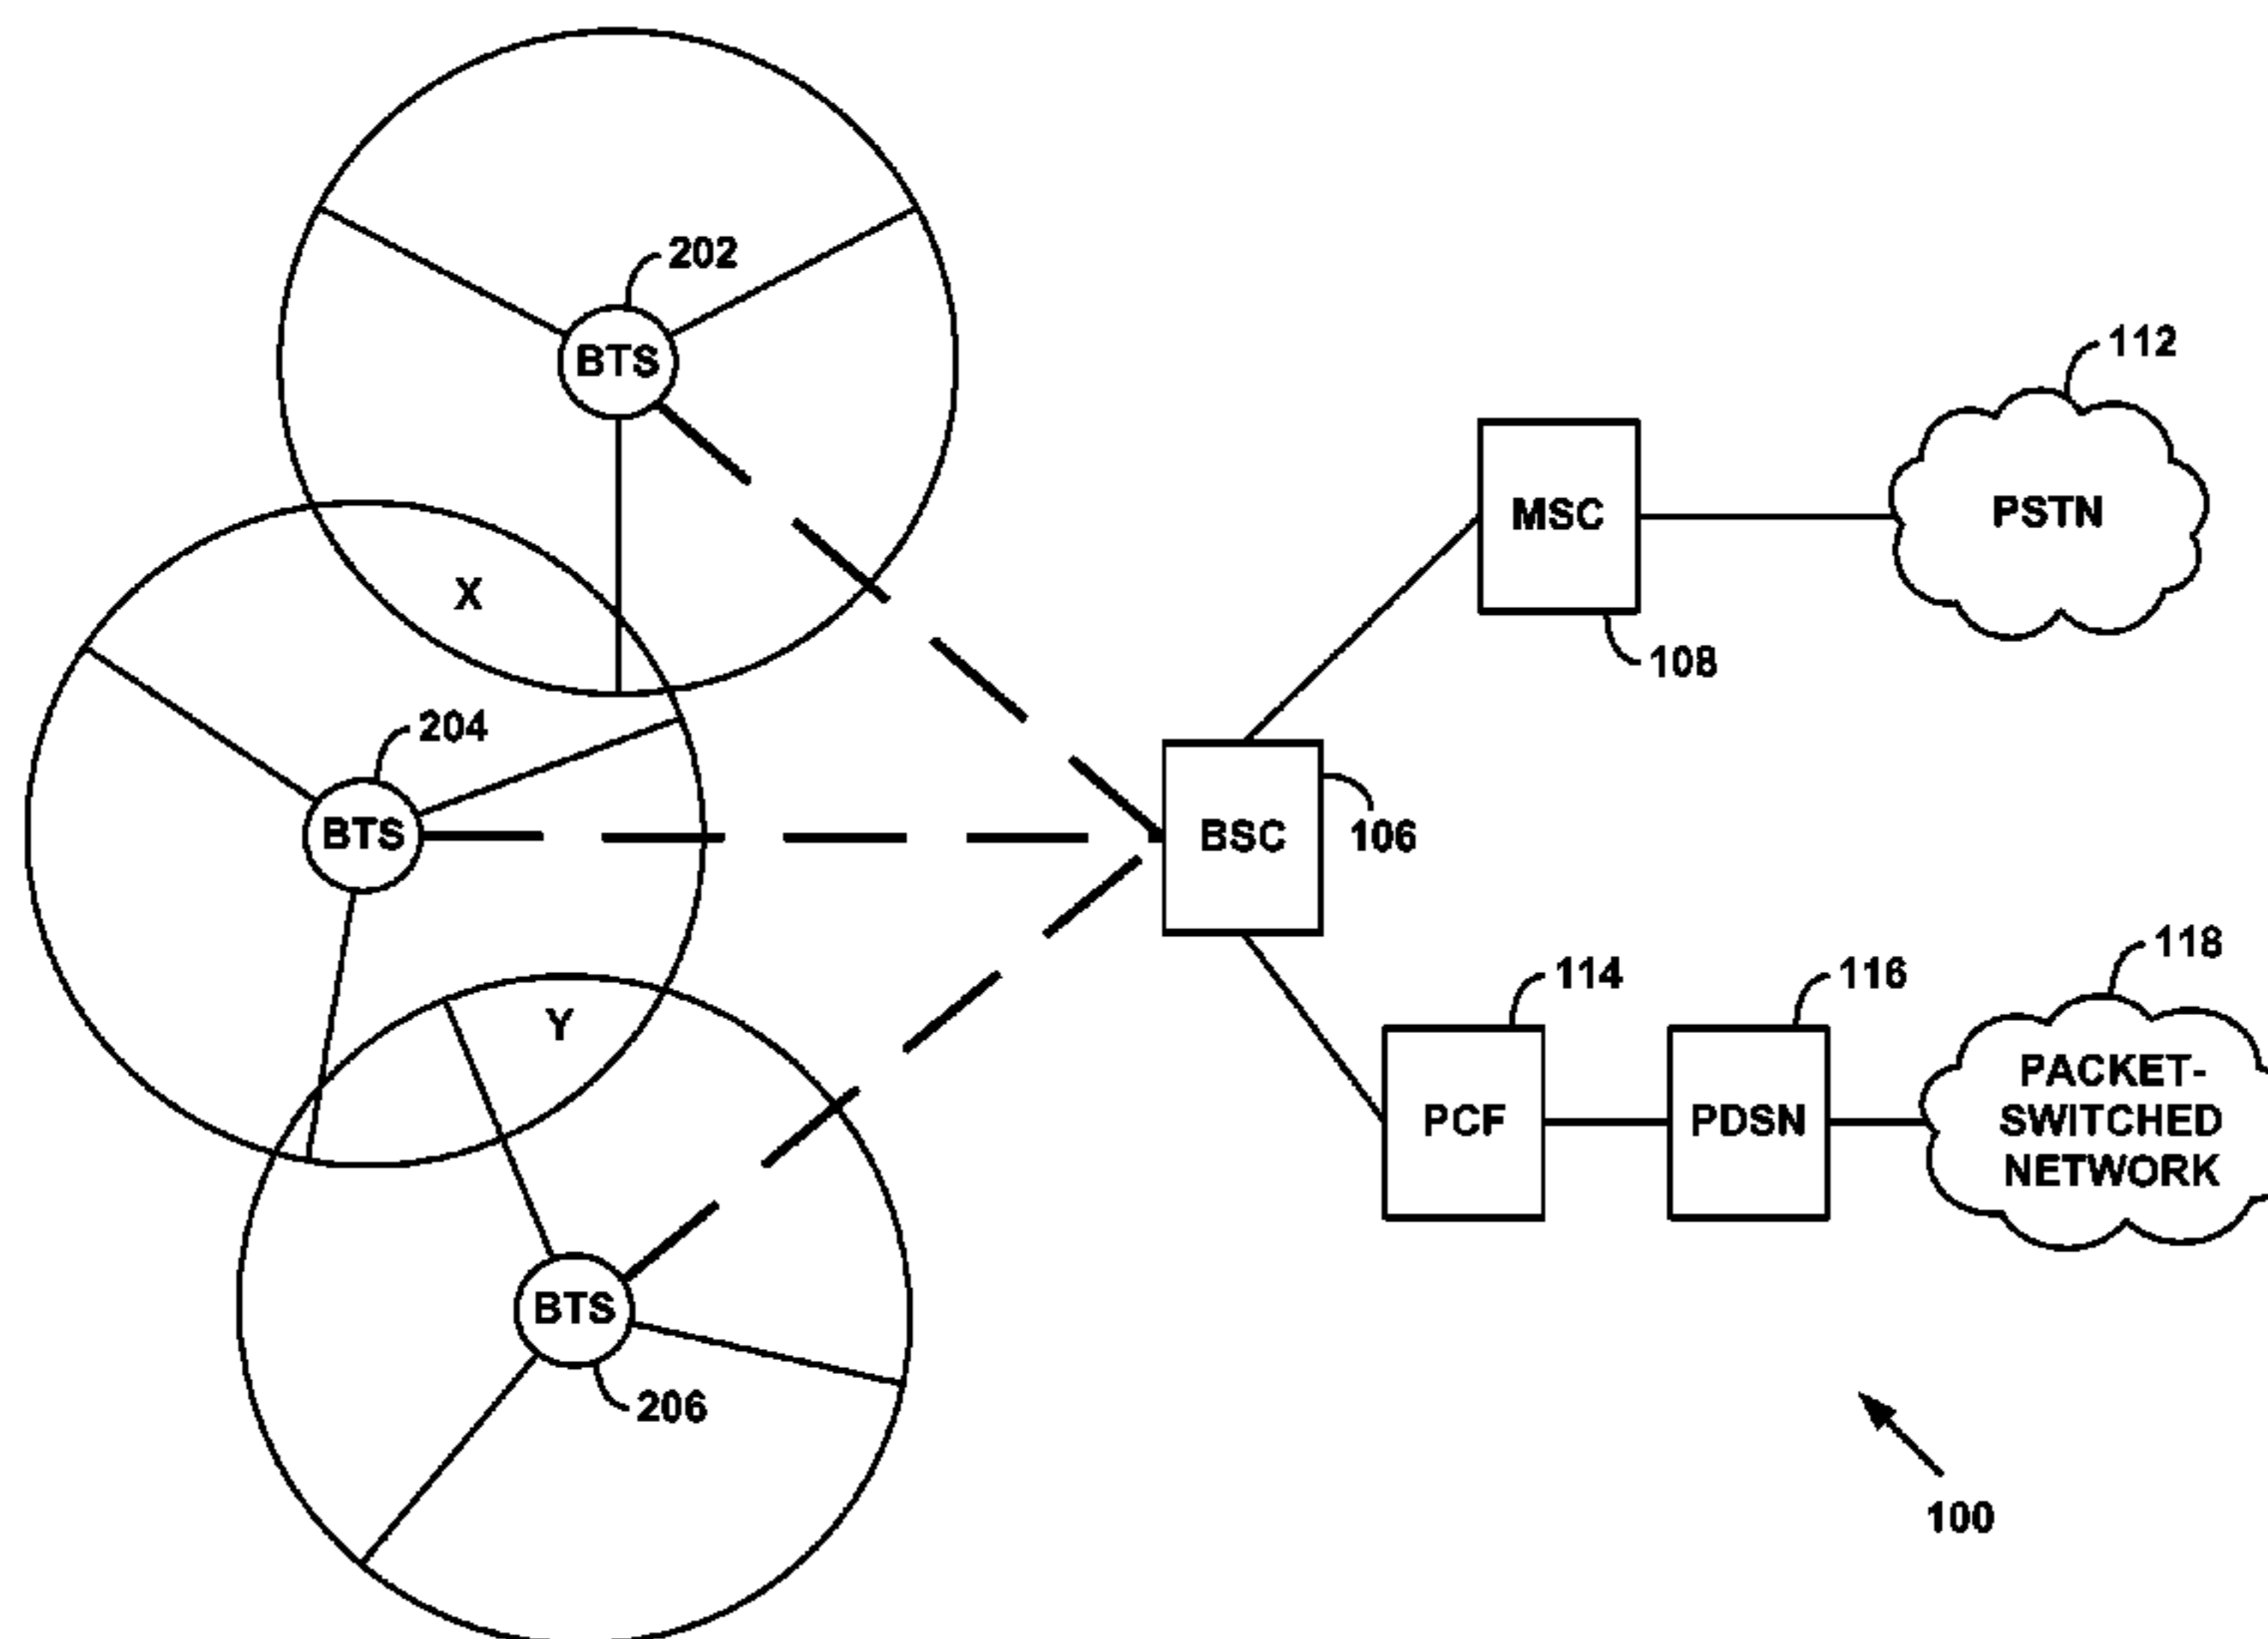 202
BTS
112
MSC
PSTN
X
108
204
BTS
BSC
106
118
114
116
Y
PACKET-
SWITCHED
NETWORK
PCF
PDSN
BTS
206
100